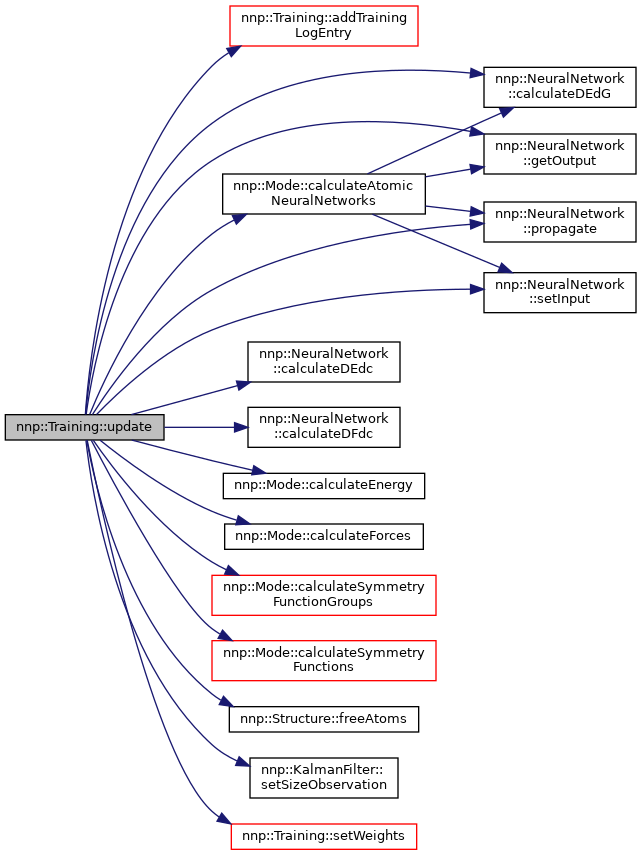 nnp::Training::addTraining
LogEntry
nnp::NeuralNetwork
::calculateDEdG
nnp::NeuralNetwork
::getOutput
nnp::Mode::calculateAtomic
NeuralNetworks
nnp::NeuralNetwork
::propagate
nnp::NeuralNetwork
::setInput
nnp::NeuralNetwork
::calculateDEdc
nnp::Training::update
nnp::NeuralNetwork
::calculateDFdc
nnp::Mode::calculateEnergy
nnp::Mode::calculateForces
nnp::Mode::calculateSymmetry
FunctionGroups
nnp::Mode::calculateSymmetry
Functions
nnp::Structure::freeAtoms
nnp::KalmanFilter::
setSizeObservation
nnp::Training::setWeights